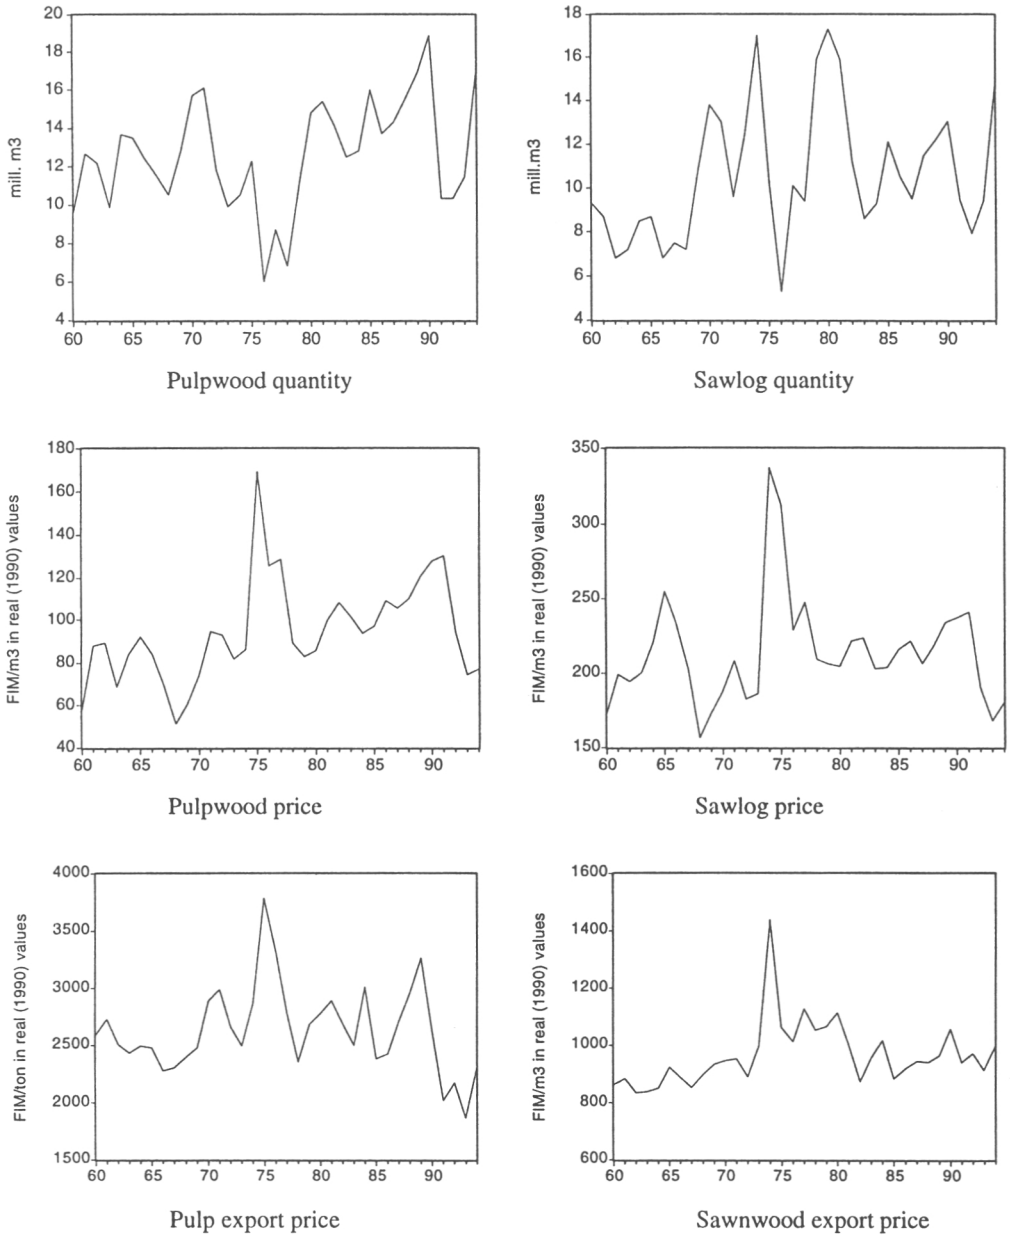 20
18
16
14
12
10
8
6
4
mill. m3
60 65 70 75 80 85 90
Pulpwood quantity
18
16
14
12
10
8
6
4
mill.m3
60 65 70 75 80 85 90
Sawlog quantity
180
160
140
120
100
80
60
40
FIM/m3 in real (1990) values
60 65 70 75 80 85 90
Pulpwood price
350
300
250
200
150
FIM/m3 in real (1990) values
60 65 70 75 80 85 90
Sawlog price
4000
3500
3000
2500
2000
1500
FIM/ton in real (1990) values
60 65 70 75 80 85 90
Pulp export price
1600
1400
1200
1000
800
600
FIM/m3 in real (1990) values
60 65 70 75 80 85 90
Sawnwood export price